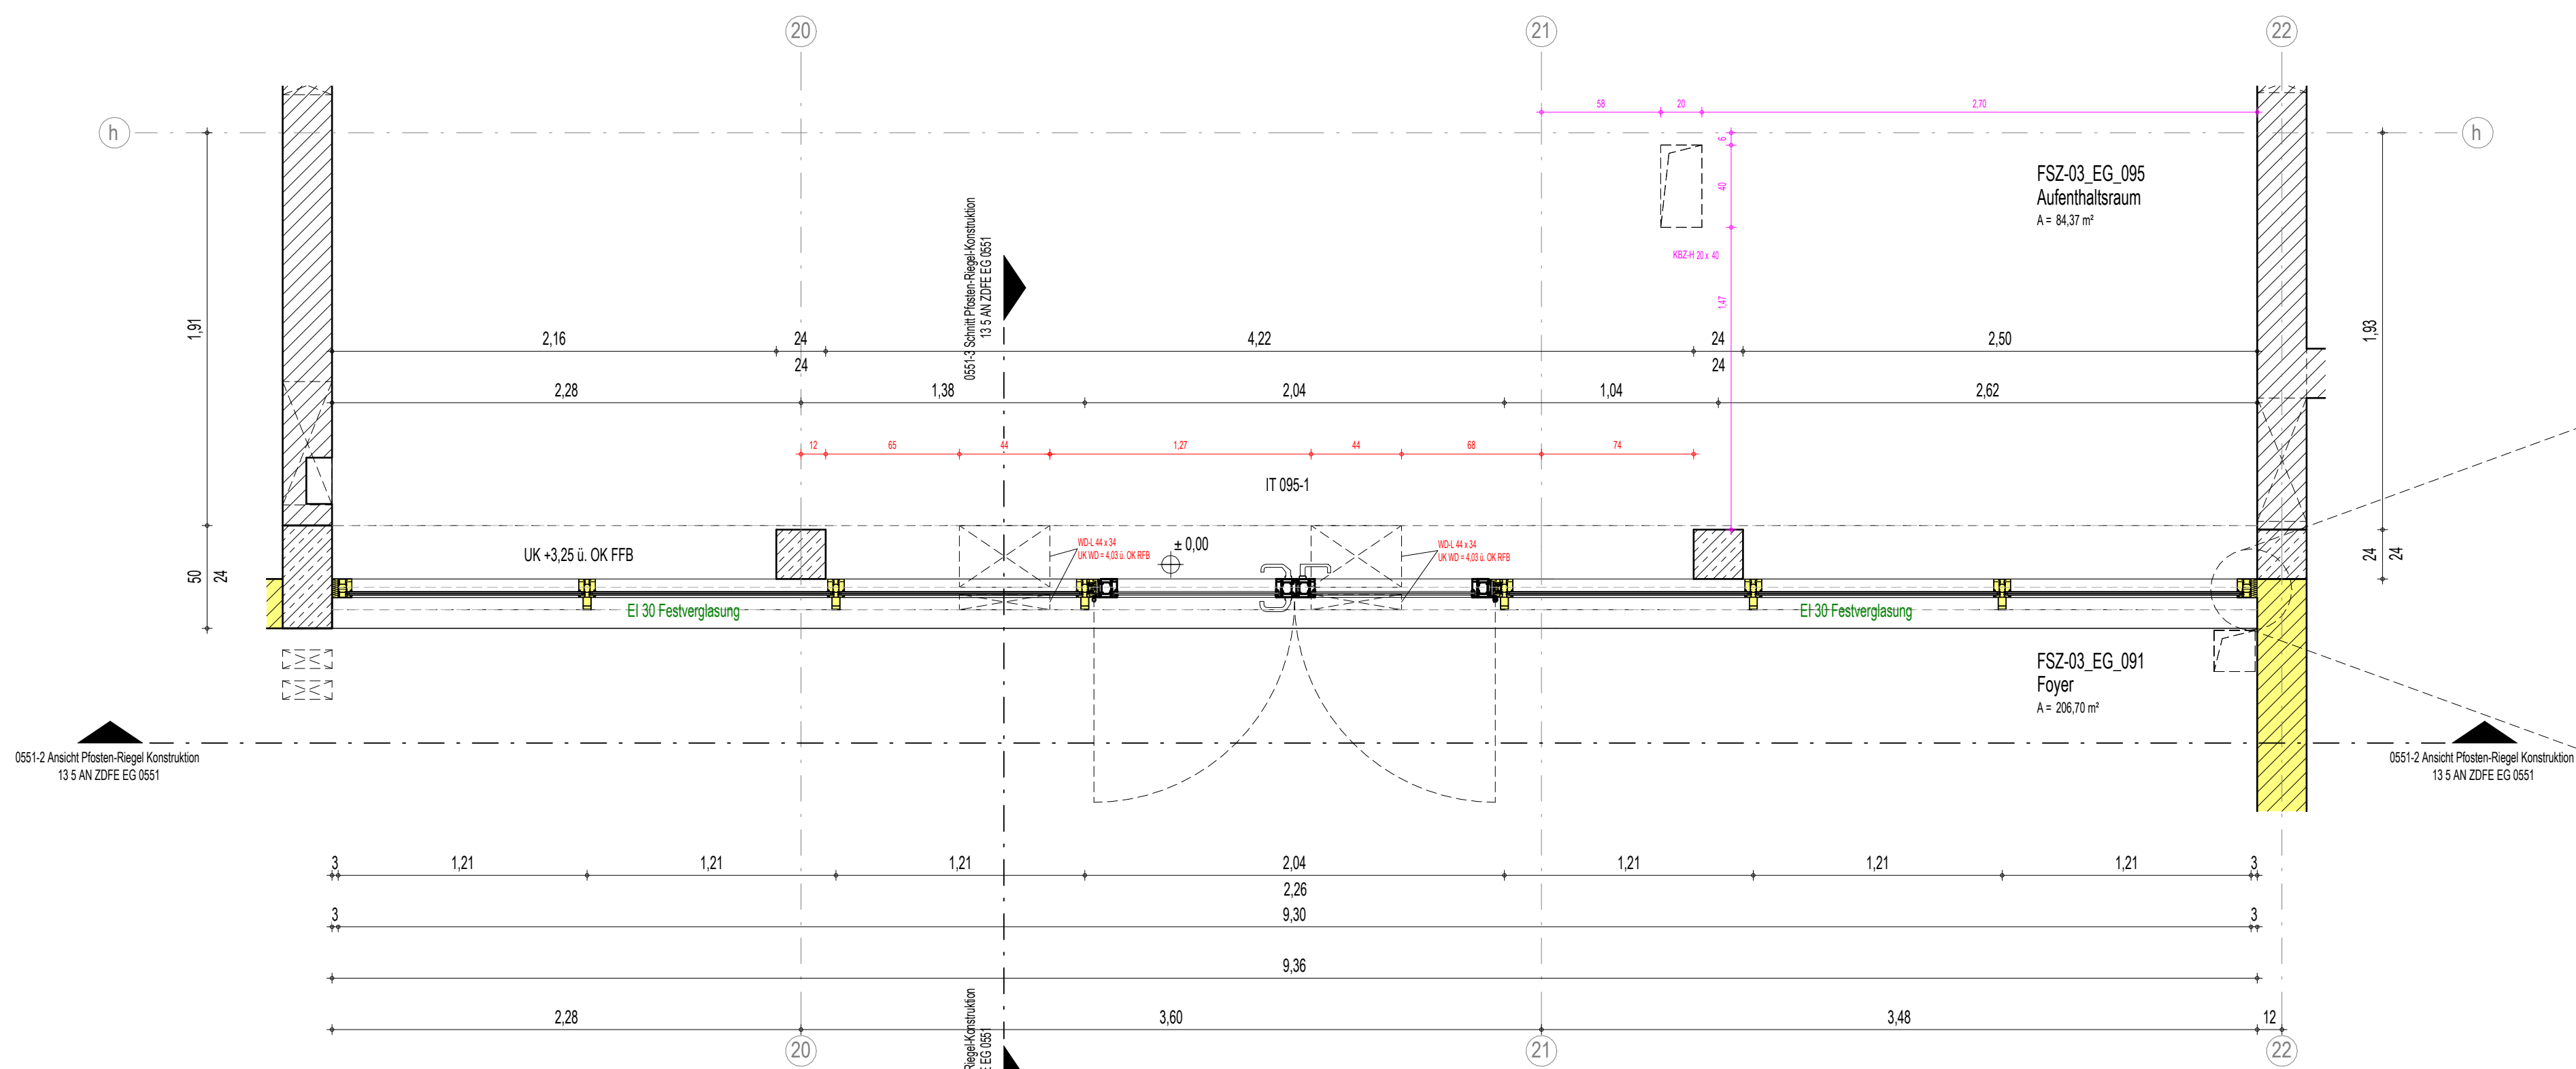 20
21
22
h
h
58
20
2,70
6
40
1,47
KBZ-H 20 x 40
FSZ-03_EG_095
Aufenthaltsraum
A = 84,37 m²
0551-3 Schnitt Pfosten-Riegel-Konstruktion
13 5 AN ZDFE EG 0551
1,91
1,93
2,16
24
24
4,22
24
24
2,50
2,28
1,38
2,04
1,04
2,62
12
65
44
1,27
44
68
74
IT 095-1
UK +3,25 ü. OK FFB
WD-L 44 x 34
UK WD = 4,03 ü. OK RFB
± 0,00
WD-L 44 x 34
UK WD = 4,03 ü. OK RFB
50
24
24
24
EI 30 Festverglasung
EI 30 Festverglasung
FSZ-03_EG_091
Foyer
A = 206,70 m²
0551-2 Ansicht Pfosten-Riegel Konstruktion
13 5 AN ZDFE EG 0551
0551-2 Ansicht Pfosten-Riegel Konstruktion
13 5 AN ZDFE EG 0551
3
1,21
1,21
1,21
2,04
2,26
1,21
1,21
1,21
3
3
9,30
3
9,36
2,28
3,60
3,48
12
Riegel-Konstruktion
EG 0551
20
21
22